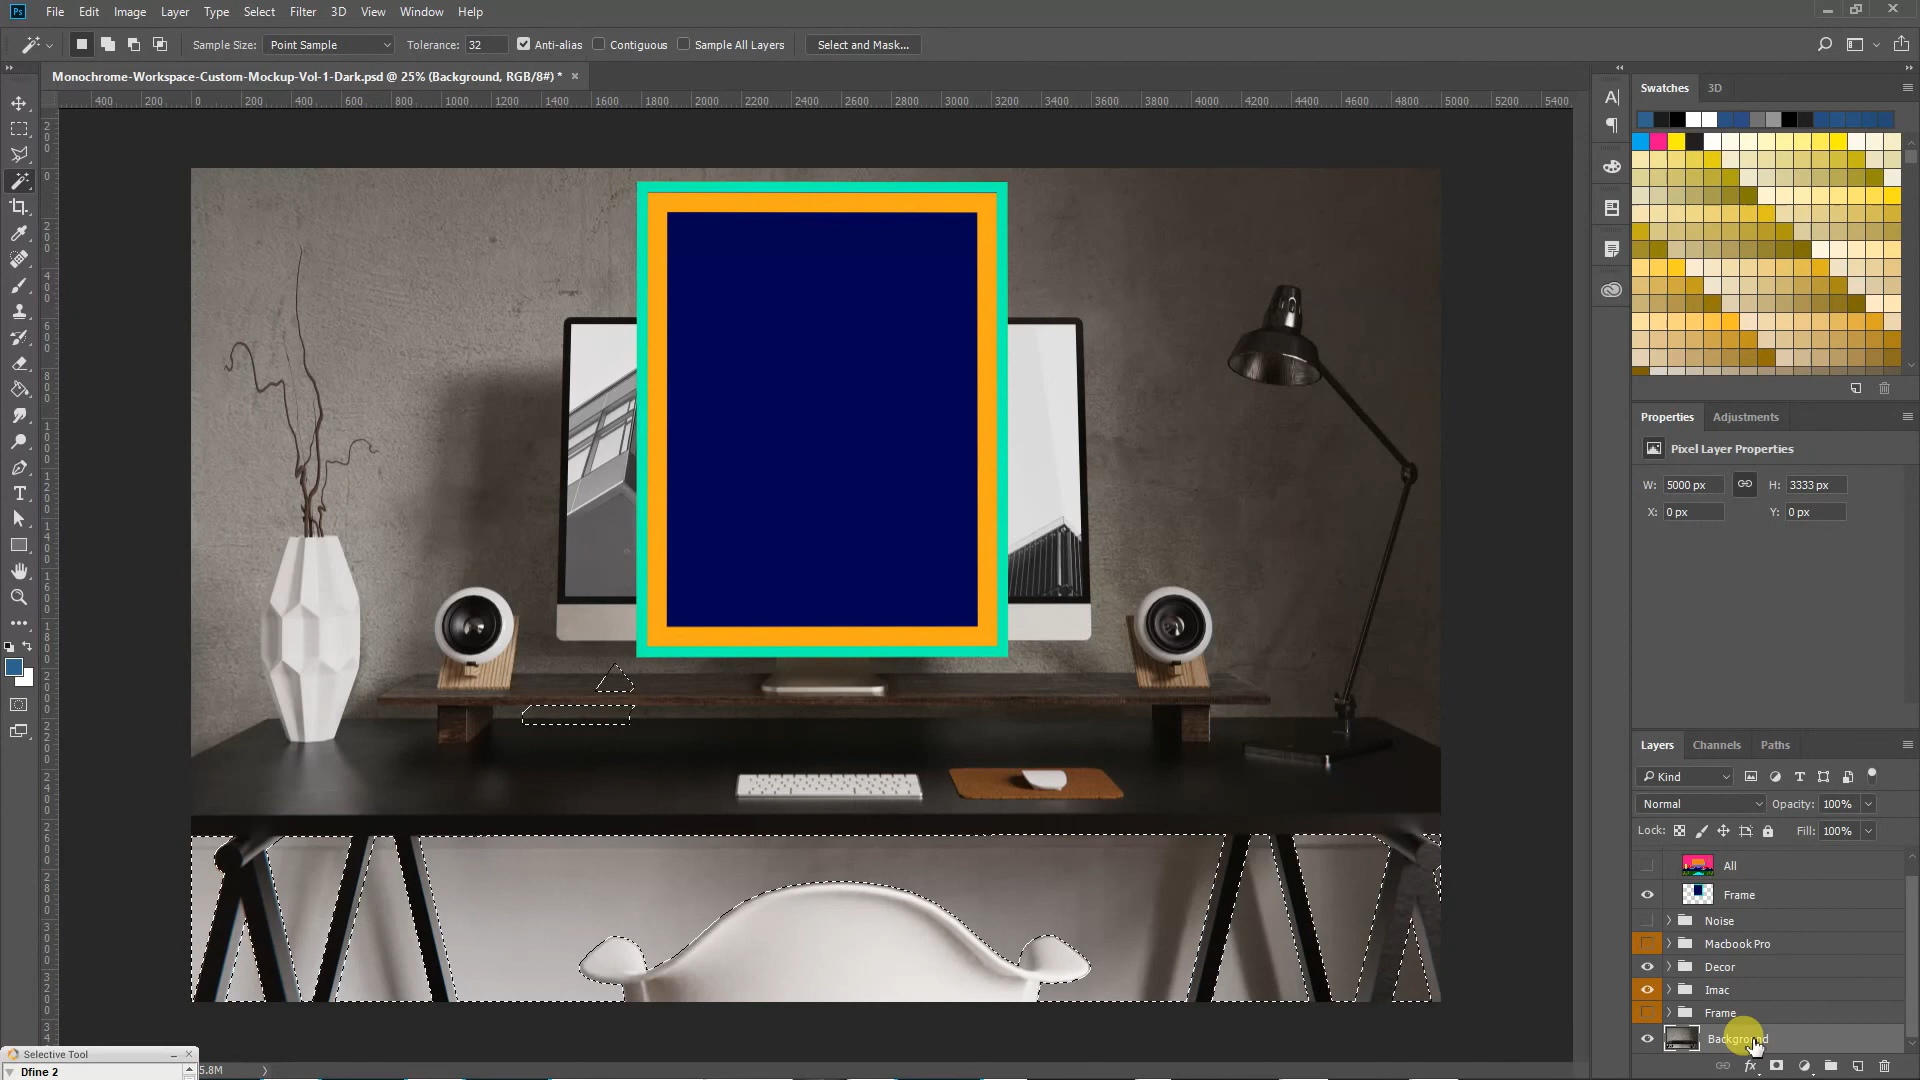 Ps File Edit Image Layer Type Select Filter 3D View Window Help
Sample Size: Point Sample Tolerance: 32 Anti-alias Contiguous Sample All Layers Select and Mask...
Monochrome-Workspace-Custom-Mockup-Vol-1-Dark.psd @ 25% (Background, RGB/8#) *
400 200 0 200 400 600 800 1000 1200 1400 1600 1800 2000 2200 2400 2600 2800 3000 3200 3400 3600 3800 4000 4200 4400 4600 4800 5000 5200 5400
Swatches 3D
Properties Adjustments
Pixel Layer Properties
W: 5000 px H: 3333 px
X: 0 px Y: 0 px
Layers Channels Paths
Kind
Normal Opacity: 100%
Lock: Fill: 100%
All
Frame
Noise
Macbook Pro
Decor
Imac
Frame
Background
fx
Selective Tool
Dfine 2
5.8M